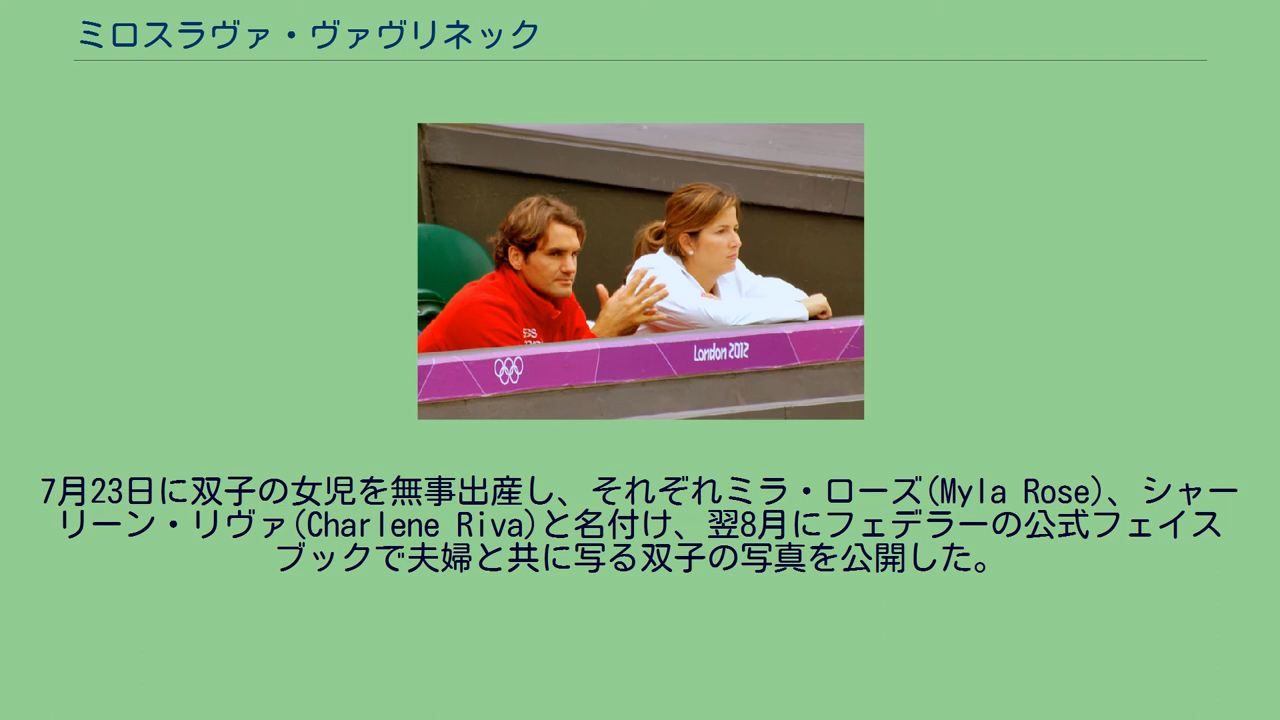 ミロスラヴァ・ヴァヴリネック
London 2012
7月23日に双子の女児を無事出産し、それぞれミラ・ローズ(Myla Rose)、シャー
リーン・リヴァ(Charlene Riva)と名付け、翌8月にフェデラーの公式フェイス
ブックで夫婦と共に写る双子の写真を公開した。